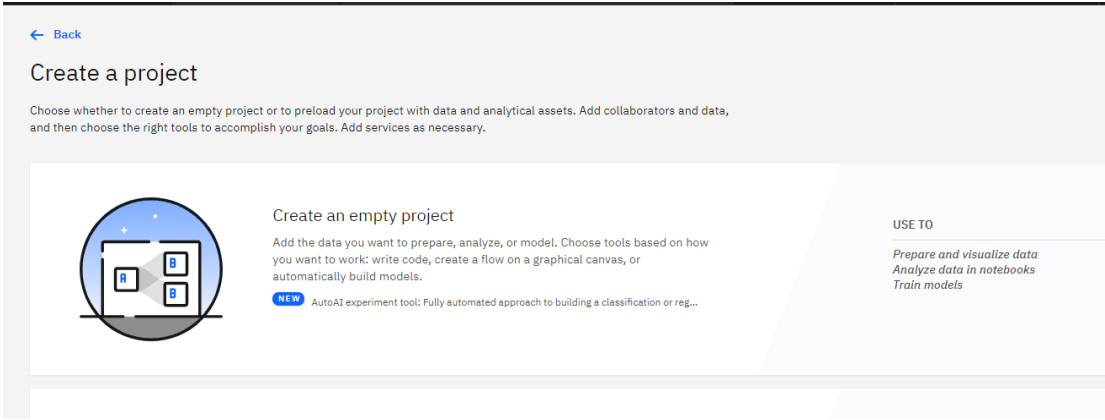 ← Back
Create a project
Choose whether to create an empty project or to preload your project with data and analytical assets. Add collaborators and data,
and then choose the right tools to accomplish your goals. Add services as necessary.
Create an empty project
Add the data you want to prepare, analyze, or model. Choose tools based on how
you want to work: write code, create a flow on a graphical canvas, or
automatically build models.
NEW AutoAI experiment tool: Fully automated approach to building a classification or reg...
A
B
B
USE TO
Prepare and visualize data
Analyze data in notebooks
Train models